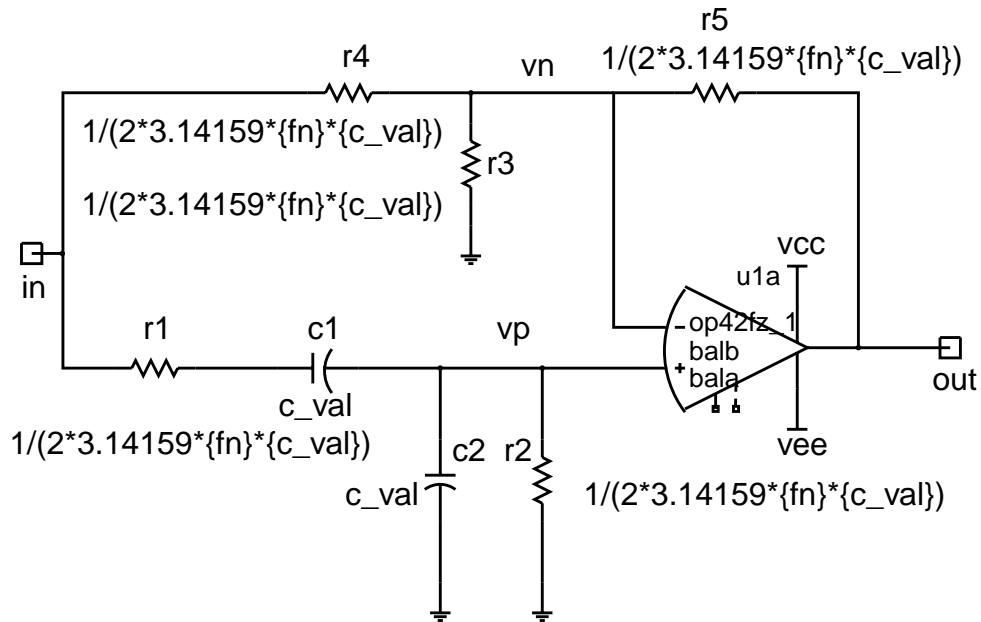 r5
1/(2*3.14159*{fn}*{c_val})
r4
vn
1/(2*3.14159*{fn}*{c_val})
r3
1/(2*3.14159*{fn}*{c_val})
in
vcc
u1a
op42fz_1
balb
bala
r1
c1
vp
out
c_val
1/(2*3.14159*{fn}*{c_val})
vee
c2
r2
c_val
1/(2*3.14159*{fn}*{c_val})